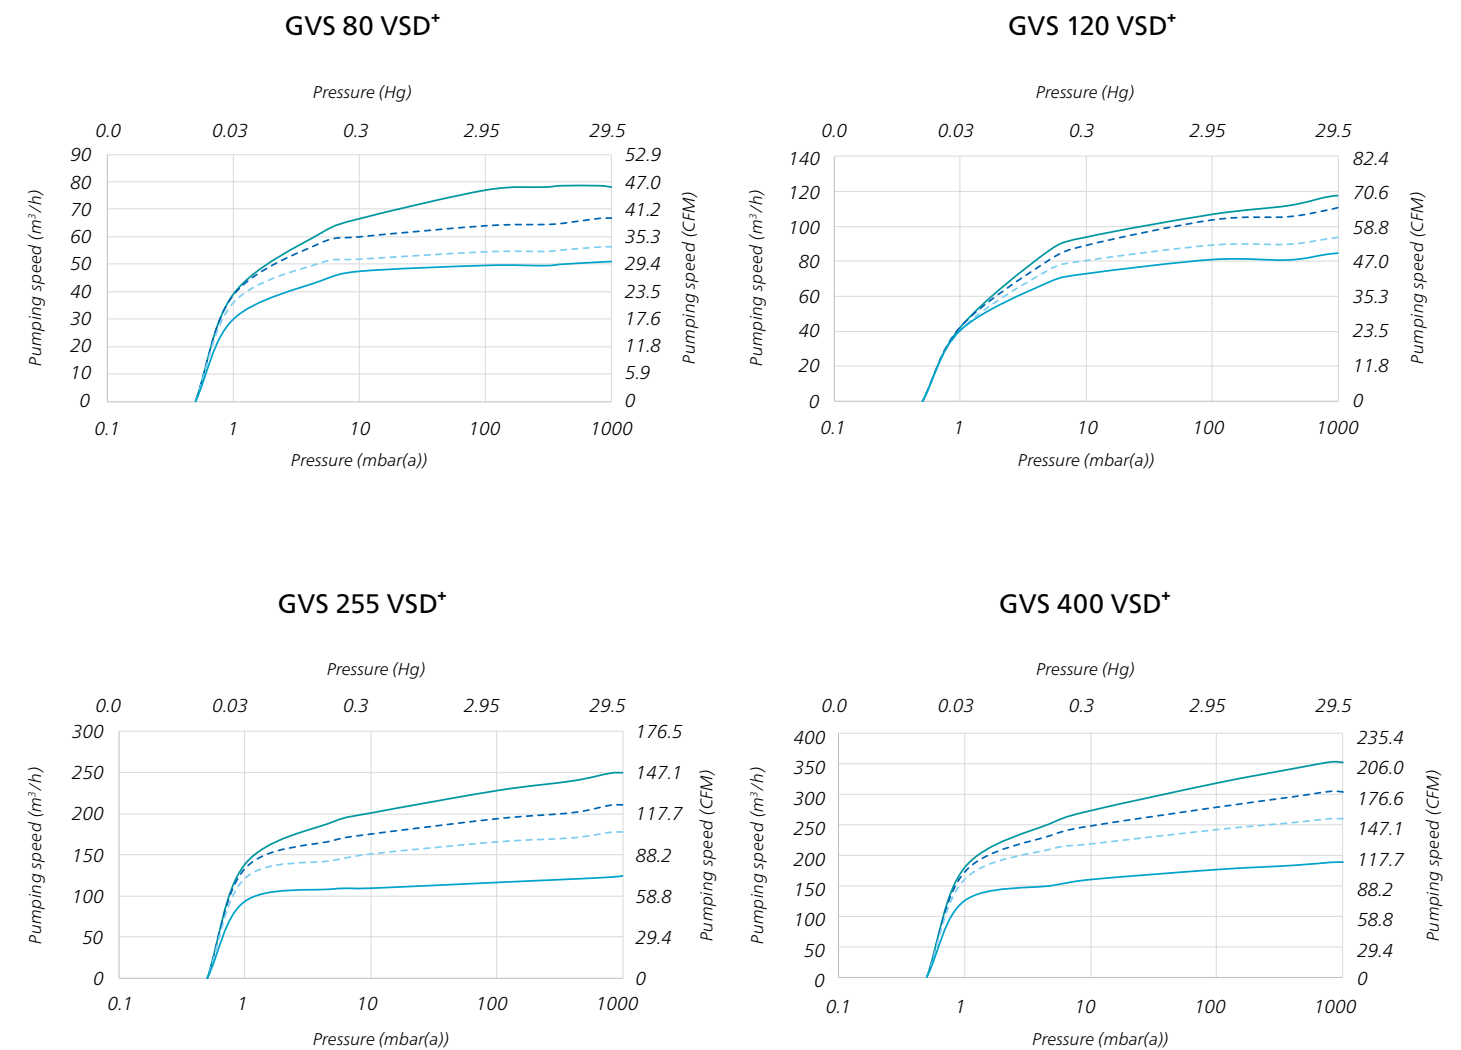 GVS 80 VSD+
Pressure (Hg)
0.0 0.03 0.3 2.95 29.5
90 52.9
80 47.0
70 41.2
60 35.3
50 29.4
40 23.5
30 17.6
20 11.8
10 5.9
0 0
Pumping speed (m³/h)
Pumping speed (CFM)
0.1 1 10 100 1000
Pressure (mbar(a))
GVS 120 VSD+
Pressure (Hg)
0.0 0.03 0.3 2.95 29.5
140 82.4
120 70.6
100 58.8
80 47.0
60 35.3
40 23.5
20 11.8
0 0
Pumping speed (m³/h)
Pumping speed (CFM)
0.1 1 10 100 1000
Pressure (mbar(a))
GVS 255 VSD+
Pressure (Hg)
0.0 0.03 0.3 2.95 29.5
300 176.5
250 147.1
200 117.7
150 88.2
100 58.8
50 29.4
0 0
Pumping speed (m³/h)
Pumping speed (CFM)
0.1 1 10 100 1000
Pressure (mbar(a))
GVS 400 VSD+
Pressure (Hg)
0.0 0.03 0.3 2.95 29.5
400 235.4
350 206.0
300 176.6
250 147.1
200 117.7
150 88.2
100 58.8
50 29.4
0 0
Pumping speed (m³/h)
Pumping speed (CFM)
0.1 1 10 100 1000
Pressure (mbar(a))